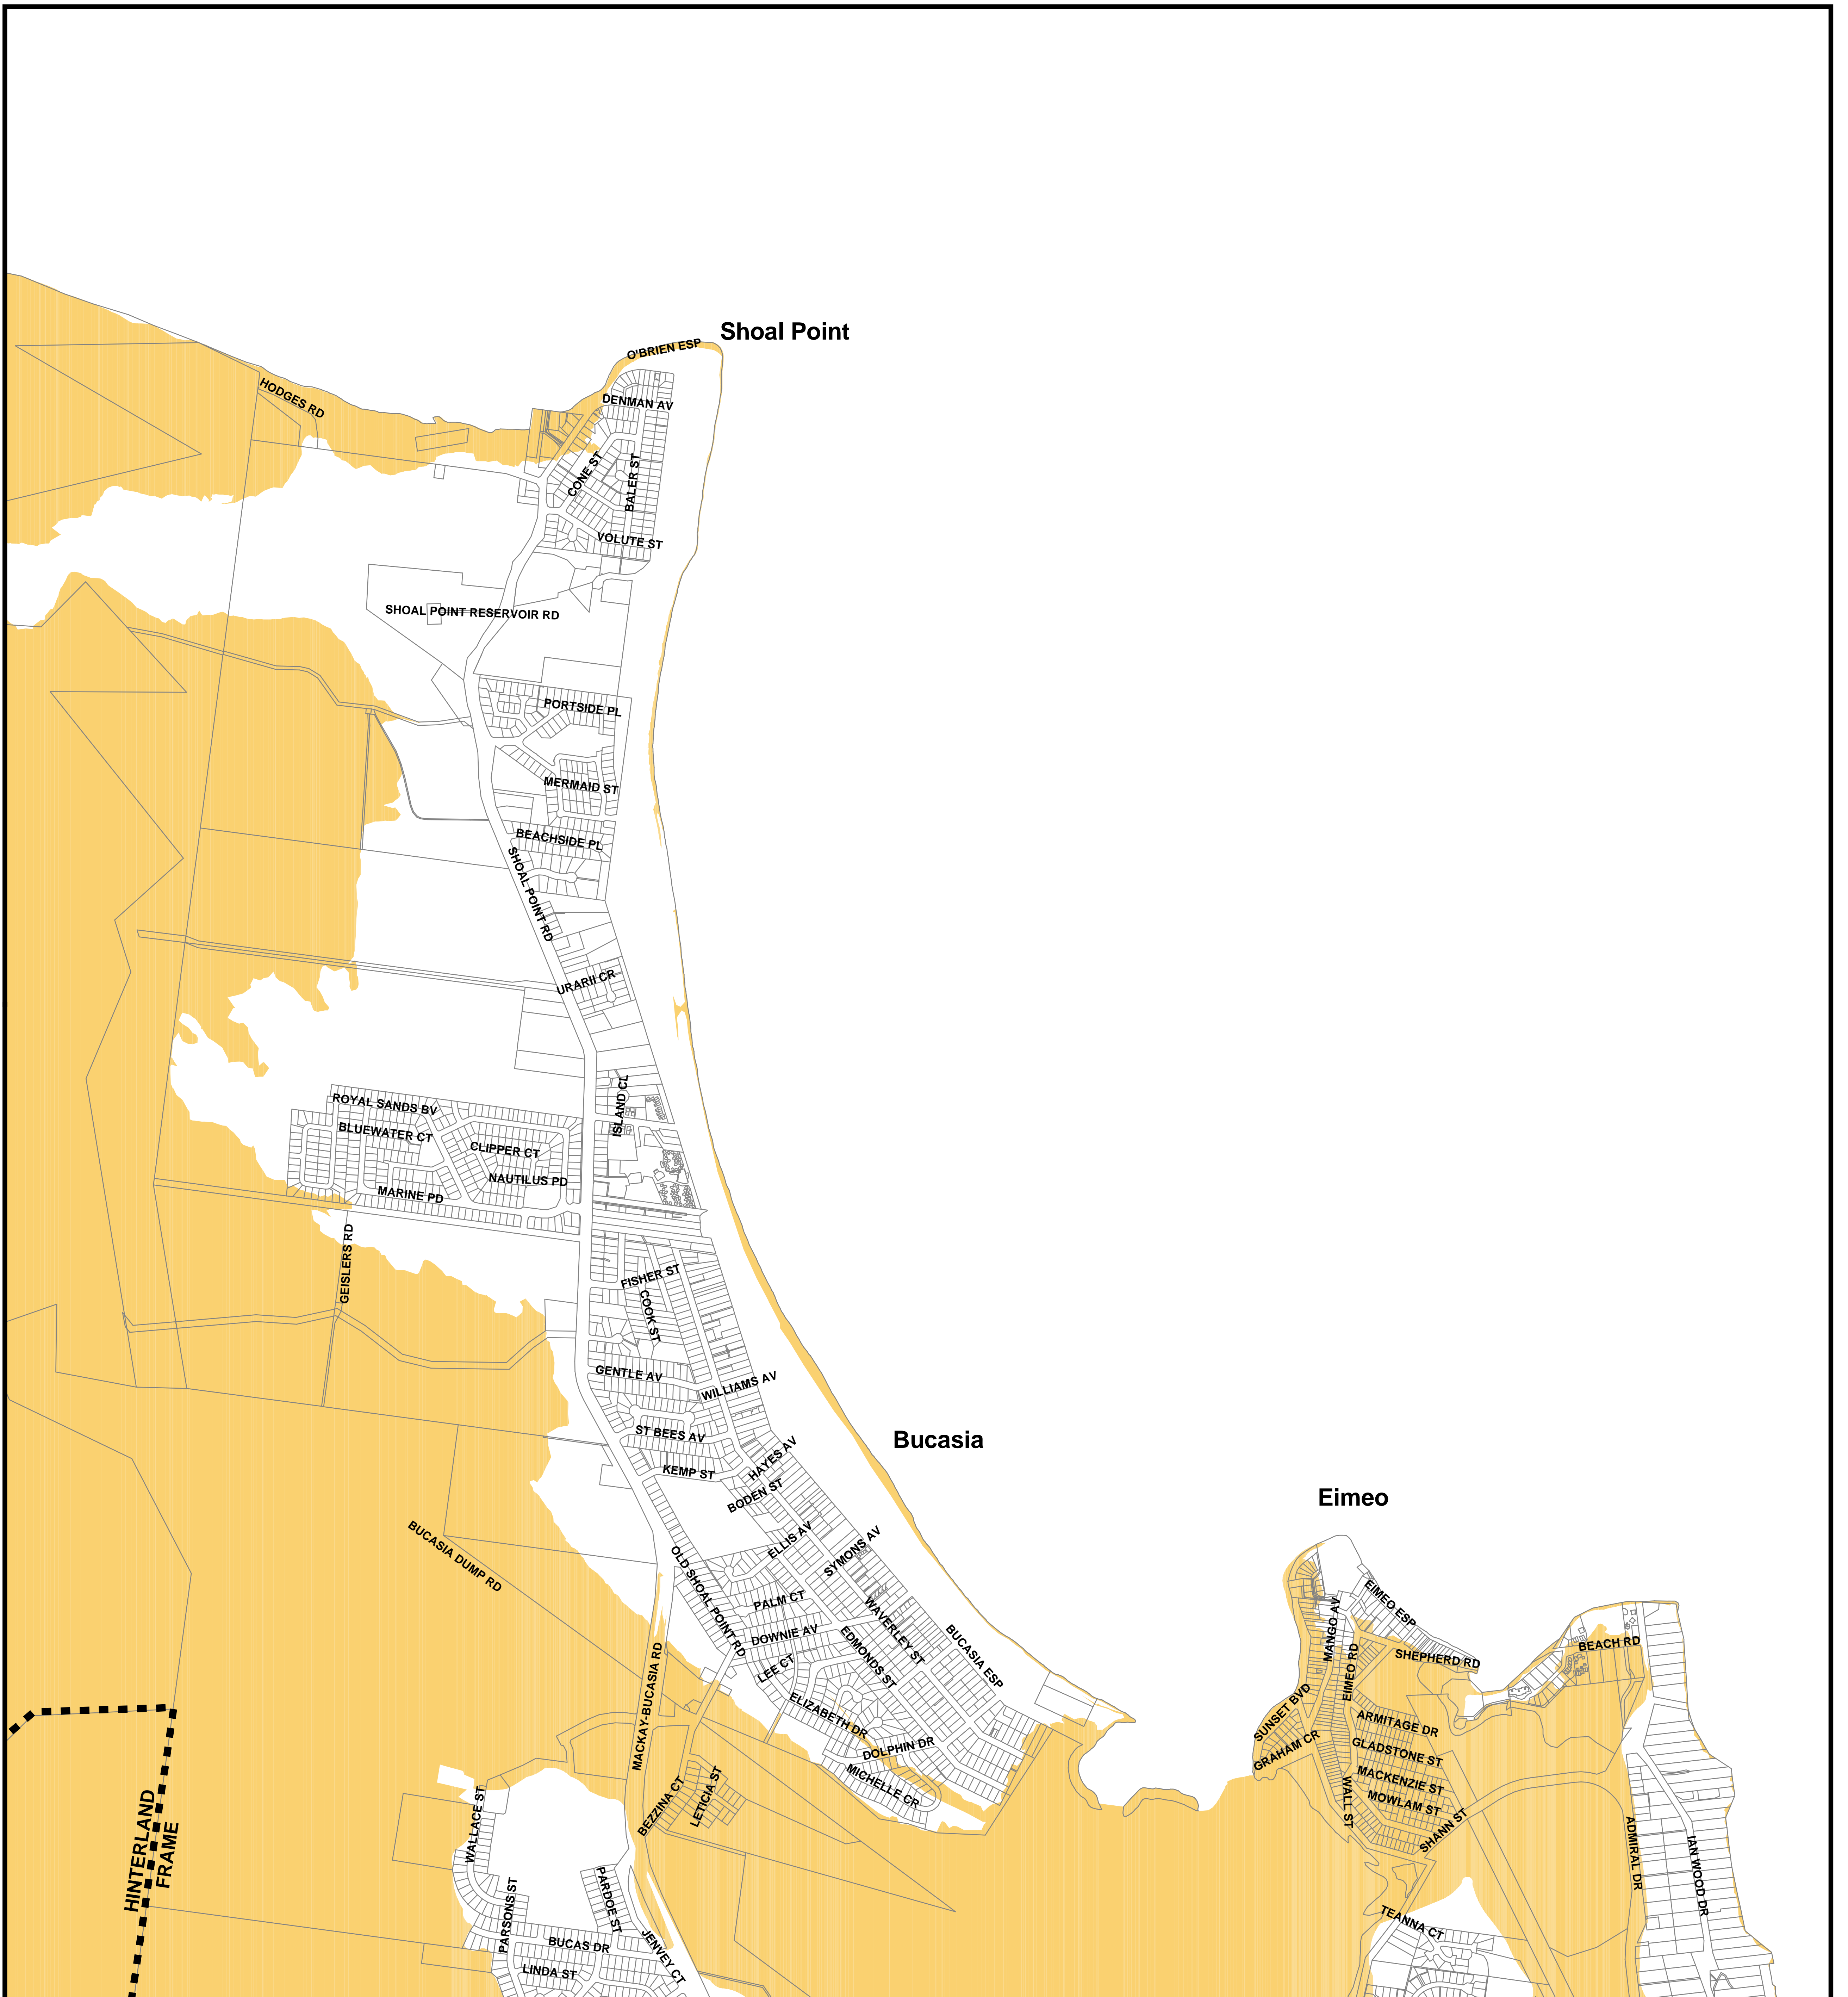 Shoal Point
O'BRIEN ESP
HODGES RD
DENMAN AV
CONE ST
BALER ST
VOLUTE ST
SHOAL POINT RESERVOIR RD
PORTSIDE PL
MERMAID ST
BEACHSIDE PL
SHOAL POINT RD
URARII CR
ISLAND CL
ROYAL SANDS BV
BLUEWATER CT
CLIPPER CT
NAUTILUS PD
MARINE PD
GEISLERS RD
FISHER ST
COOK ST
GENTLE AV
WILLIAMS AV
ST BEES AV
Bucasia
HAYES AV
KEMP ST
BODEN ST
Eimeo
BUCASIA DUMP RD
OLD SHOAL POINT RD
ELLIS AV
SYMONS AV
PALM CT
WAVERLEY ST
DOWNIE AV
EDMONDS ST
BUCASIA ESP
LEE CT
EIMEO ESP
MANGO AV
EIMEO RD
SHEPHERD RD
BEACH RD
MACKAY-BUCASIA RD
ELIZABETH DR
DOLPHIN DR
MICHELLE CR
SUNSET BVD
GRAHAM CR
ARMITAGE DR
GLADSTONE ST
MACKENZIE ST
MOWLAM ST
WALL ST
SHANN ST
BEZZINA CT
LETICIA ST
WALLACE ST
HINTERLAND
FRAME
ADMIRAL DR
IAN WOOD DR
PARSONS ST
PARDOE ST
TEANNA CT
BUCAS DR
JENVEY CT
LINDA ST